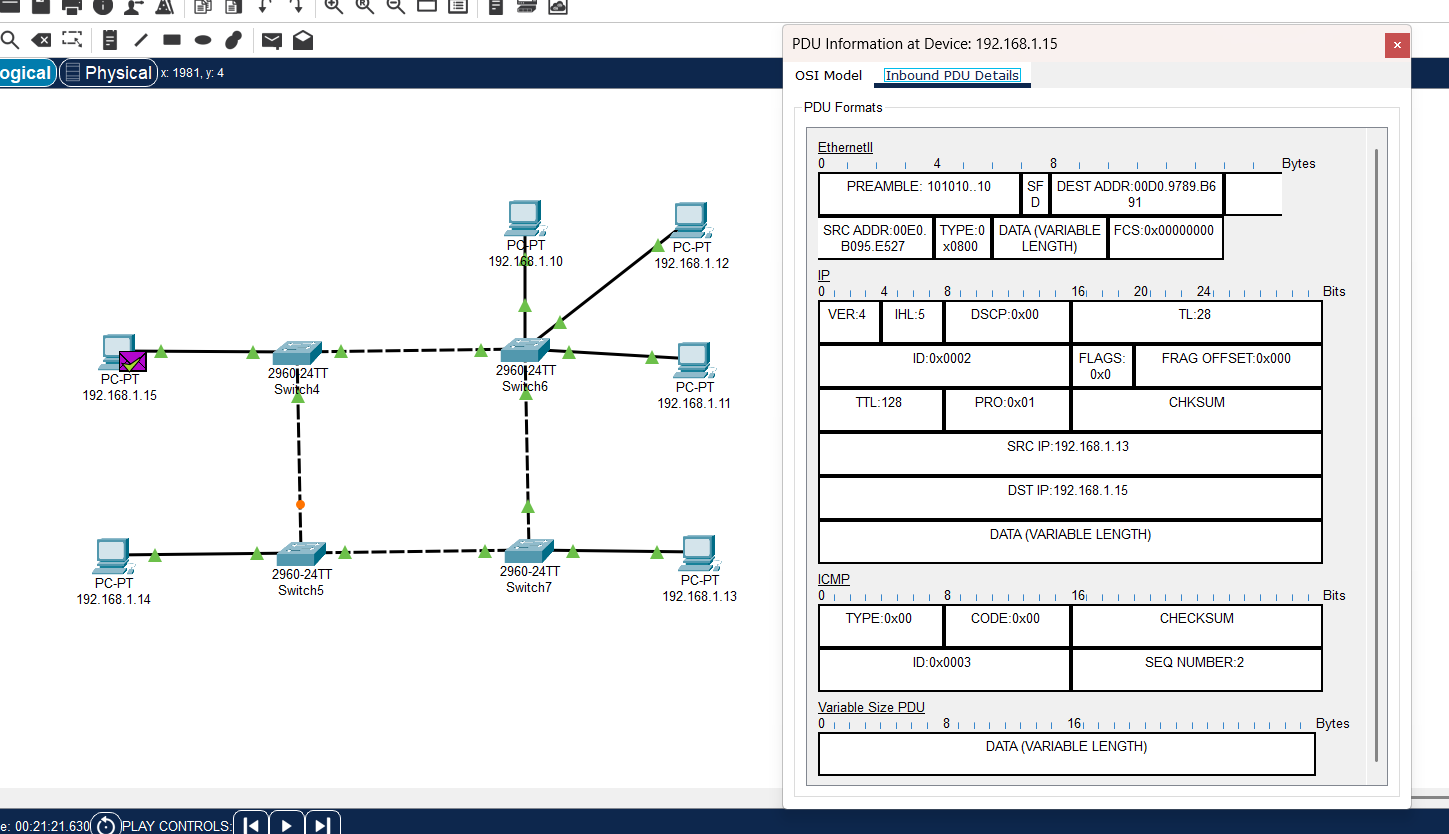 ogical
Physical
x: 1981, y: 4
PC-PT
192.168.1.10
PC-PT
192.168.1.12
PC-PT
192.168.1.15
2960-24TT
Switch4
2960-24TT
Switch6
PC-PT
192.168.1.11
PC-PT
192.168.1.14
2960-24TT
Switch5
2960-24TT
Switch7
PC-PT
192.168.1.13
e: 00:21:21.630
PLAY CONTROLS:
PDU Information at Device: 192.168.1.15
×
OSI Model
Inbound PDU Details
PDU Formats
EthernetII
0 4 8 Bytes
PREAMBLE: 101010..10
SF
D
DEST ADDR:00D0.9789.B6
91
SRC ADDR:00E0.
B095.E527
TYPE:0
x0800
DATA (VARIABLE
LENGTH)
FCS:0x00000000
IP
0 4 8 16 20 24 Bits
VER:4 IHL:5 DSCP:0x00 TL:28
ID:0x0002
FLAGS:
0x0
FRAG OFFSET:0x000
TTL:128 PRO:0x01 CHKSUM
SRC IP:192.168.1.13
DST IP:192.168.1.15
DATA (VARIABLE LENGTH)
ICMP
0 8 16 Bits
TYPE:0x00 CODE:0x00 CHECKSUM
ID:0x0003 SEQ NUMBER:2
Variable Size PDU
0 8 16 Bytes
DATA (VARIABLE LENGTH)